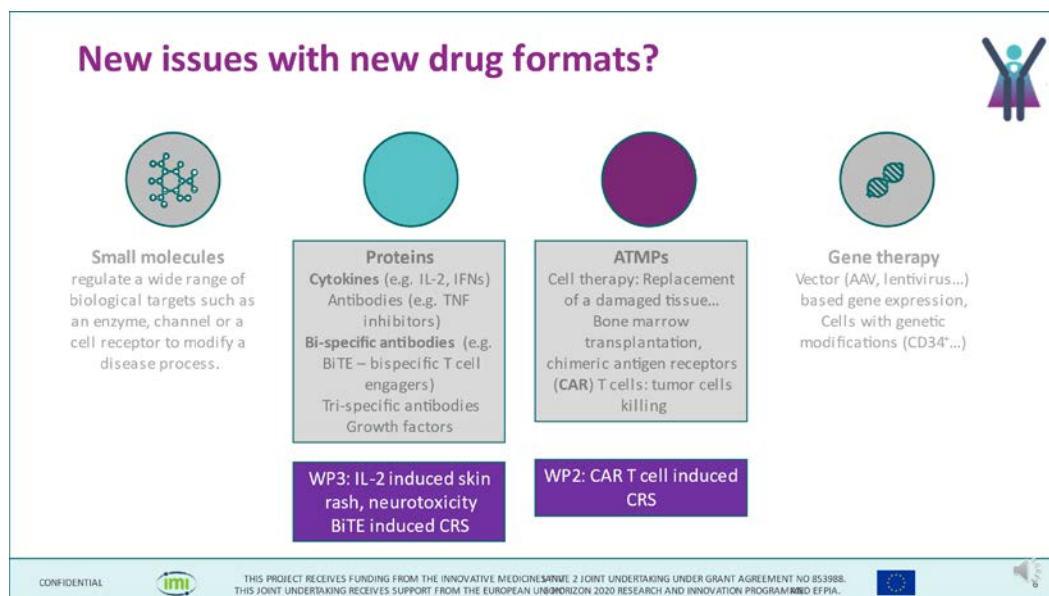 New issues with new drug formats?
Small molecules
regulate a wide range of
biological targets such as
an enzyme, channel or a
cell receptor to modify a
disease process.
Proteins
Cytokines (e.g. IL-2, IFNs)
Antibodies (e.g. TNF
inhibitors)
Bi-specific antibodies (e.g.
BiTE – bispecific T cell
engagers)
Tri-specific antibodies
Growth factors
WP3: IL-2 induced skin
rash, neurotoxicity
BiTE induced CRS
ATMPs
Cell therapy: Replacement
of a damaged tissue...
Bone marrow
transplantation,
chimeric antigen receptors
(CAR) T cells: tumor cells
killing
WP2: CAR T cell induced
CRS
Gene therapy
Vector (AAV, lentivirus...)
based gene expression,
Cells with genetic
modifications (CD34⁺...)
CONFIDENTIAL
imi
THIS PROJECT RECEIVES FUNDING FROM THE INNOVATIVE MEDICINES 2 JOINT UNDERTAKING UNDER GRANT AGREEMENT NO 853988.
THIS JOINT UNDERTAKING RECEIVES SUPPORT FROM THE EUROPEAN HORIZON 2020 RESEARCH AND INNOVATION EFPIA.